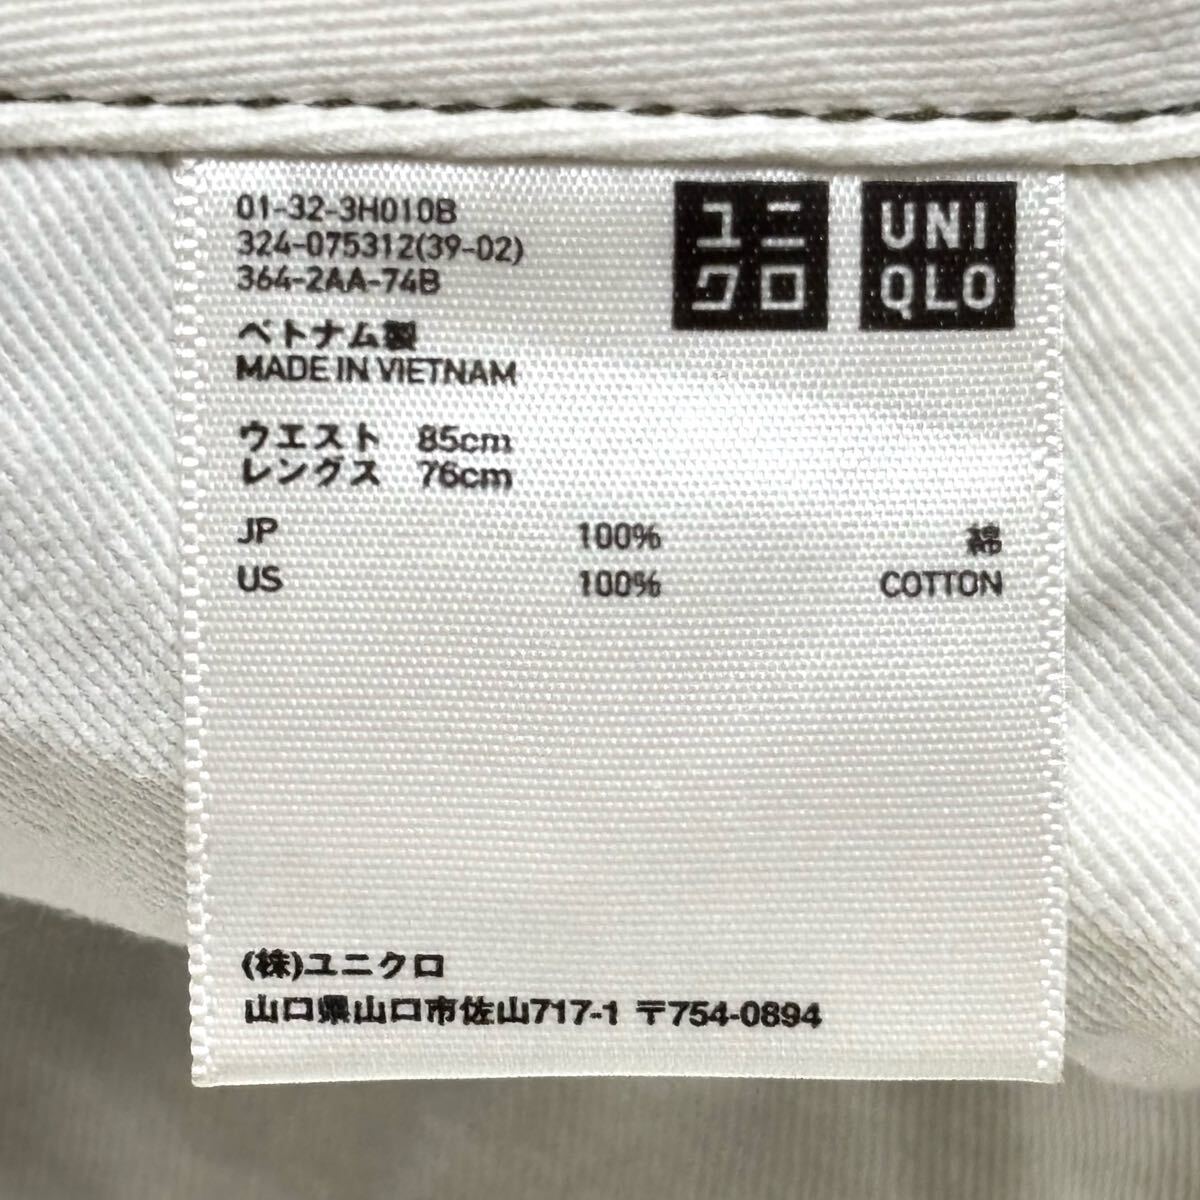 01-32-3H010B
324-075312(39-02)
364-2AA-74B
ユニ
クロ
UNI
QLO
ベトナム製
MADE IN VIETNAM
ウエスト 85cm
レングス 76cm
JP 100% 綿
US 100% COTTON
(株)ユニクロ
山口県山口市佐山717-1 〒754-0894